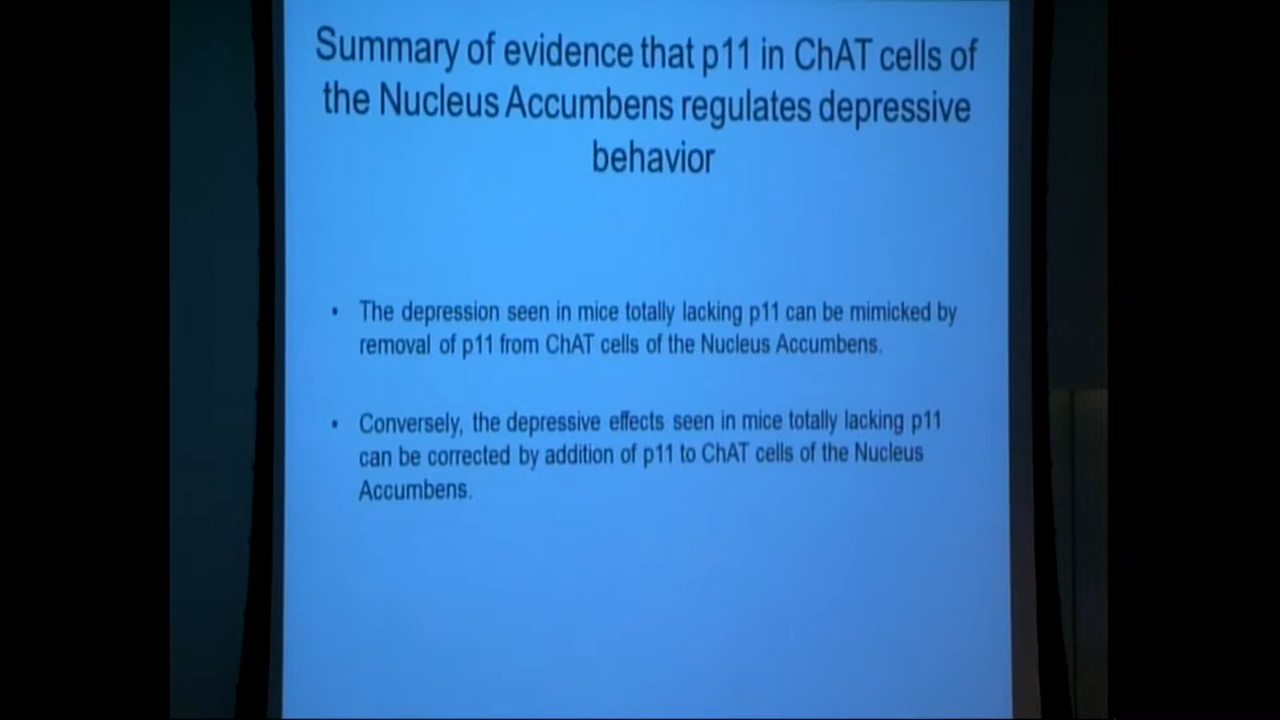 Summary of evidence that p11 in ChAT cells of
the Nucleus Accumbens regulates depressive
behavior
• The depression seen in mice totally lacking p11 can be mimicked by
removal of p11 from ChAT cells of the Nucleus Accumbens.
• Conversely, the depressive effects seen in mice totally lacking p11
can be corrected by addition of p11 to ChAT cells of the Nucleus
Accumbens.